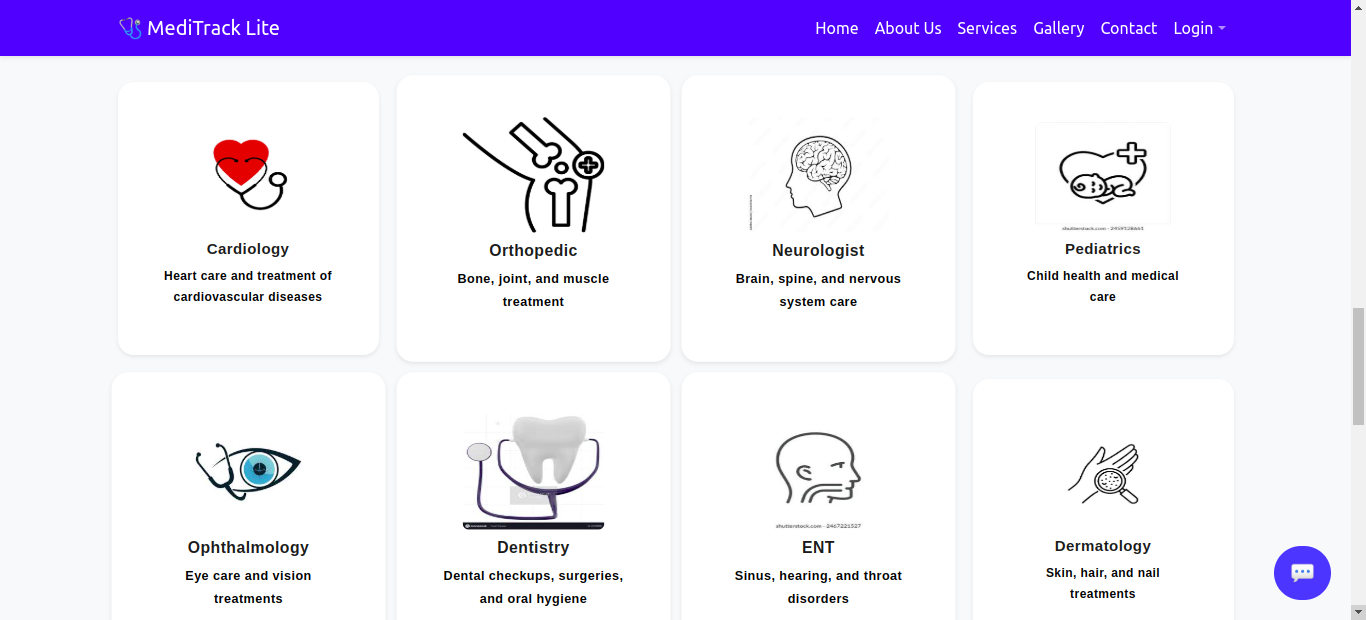 MediTrack Lite
Home About Us Services Gallery Contact Login
Cardiology
Heart care and treatment of
cardiovascular diseases
Orthopedic
Bone, joint, and muscle
treatment
Neurologist
Brain, spine, and nervous
system care
shutterstock.com · 2459128661
Pediatrics
Child health and medical
care
Ophthalmology
Eye care and vision
treatments
Dentistry
Dental checkups, surgeries,
and oral hygiene
shutterstock.com · 2467221527
ENT
Sinus, hearing, and throat
disorders
Dermatology
Skin, hair, and nail
treatments